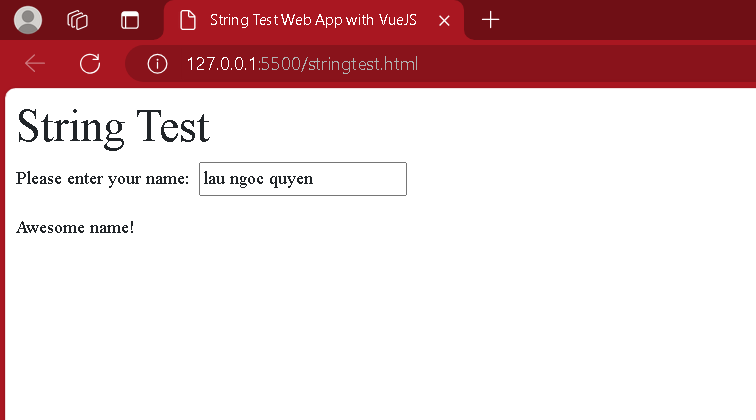 String Test Web App with VueJS
127.0.0.1:5500/stringtest.html
String Test
Please enter your name: lau ngoc quyen
Awesome name!